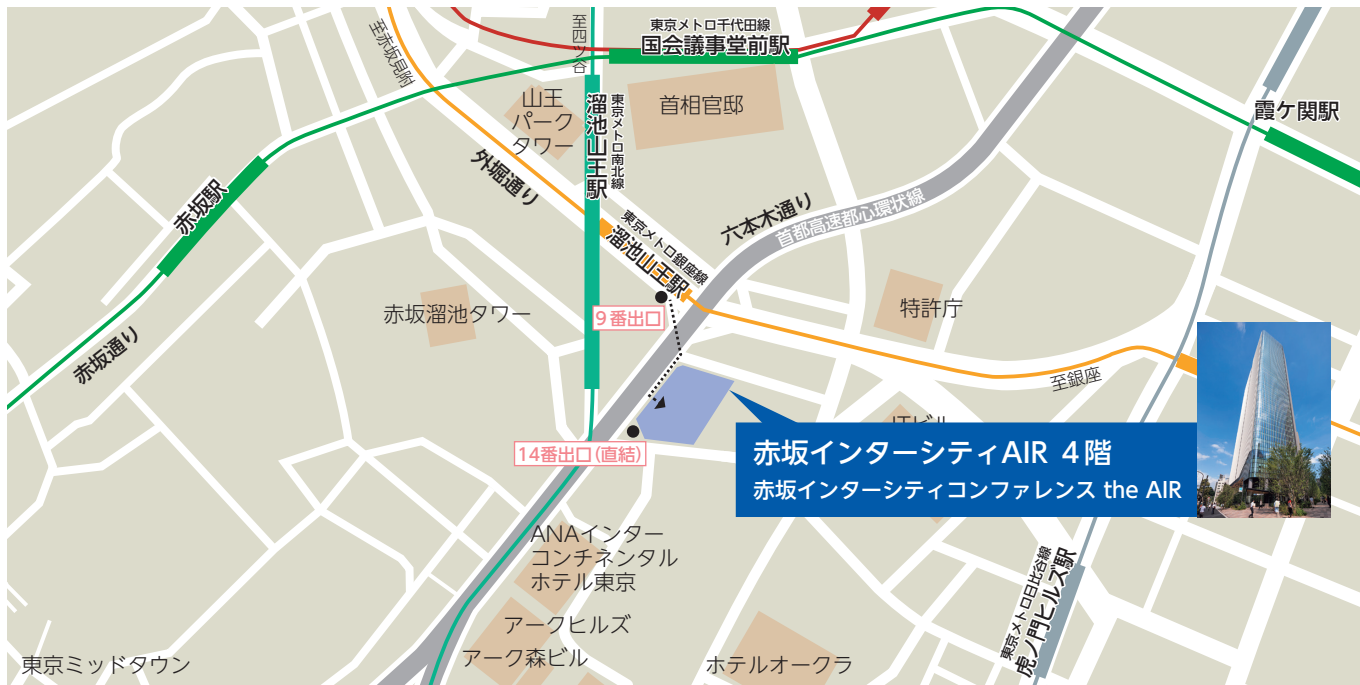 東京メトロ千代田線
国会議事堂前駅
至四ツ谷
至赤坂見附
山王
パーク
タワー
溜池山王駅
東京メトロ南北線
首相官邸
霞ケ関駅
外堀通り
赤坂駅
六本木通り
首都高速都心環状線
東京メトロ銀座線
溜池山王駅
赤坂溜池タワー
9番出口
特許庁
赤坂通り
至銀座
14番出口(直結)
赤坂インターシティAIR 4階
赤坂インターシティコンファレンス the AIR
ANAインター
コンチネンタル
ホテル東京
東京メトロ日比谷線
虎ノ門ヒルズ駅
アークヒルズ
アーク森ビル
ホテルオークラ
東京ミッドタウン